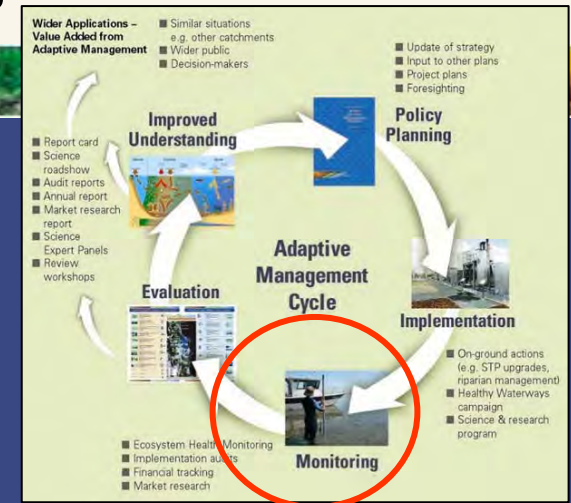 Wider Applications –
Value Added from
Adaptive Management
■ Similar situations
e.g. other catchments
■ Wider public
■ Decision-makers
■ Update of strategy
■ Input to other plans
■ Project plans
■ Foresighting
Improved
Understanding
Policy
Planning
■ Report card
■ Science
roadshow
■ Audit reports
■ Annual report
■ Market research
report
■ Science
Expert Panels
■ Review
workshops
Adaptive
Management
Cycle
Evaluation
Implementation
■ On-ground actions
(e.g. STP upgrades,
riparian management)
■ Healthy Waterways
campaign
■ Science & research
program
■ Ecosystem Health Monitoring
■ Implementation audits
■ Financial tracking
■ Market research
Monitoring